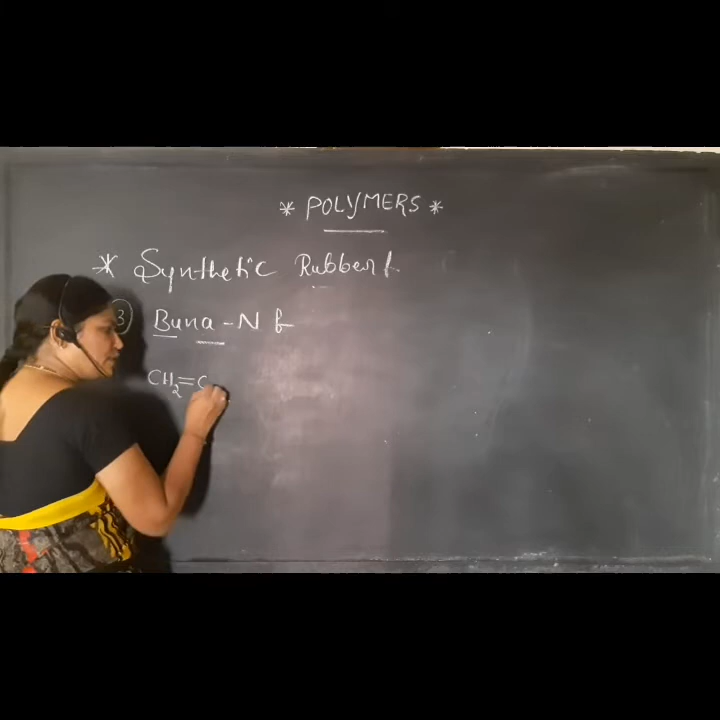 * POLYMERS *
* Synthetic Rubber :-
3 Buna - N :-
CH2=C